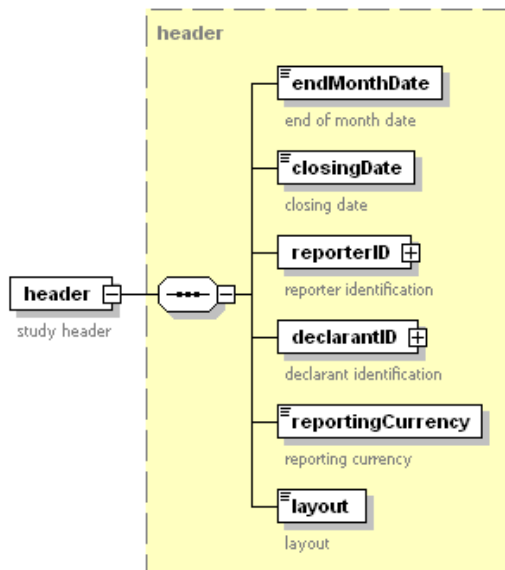 header
endMonthDate
end of month date
closingDate
closing date
reporterID
reporter identification
header
study header
declarantID
declarant identification
reportingCurrency
reporting currency
layout
layout